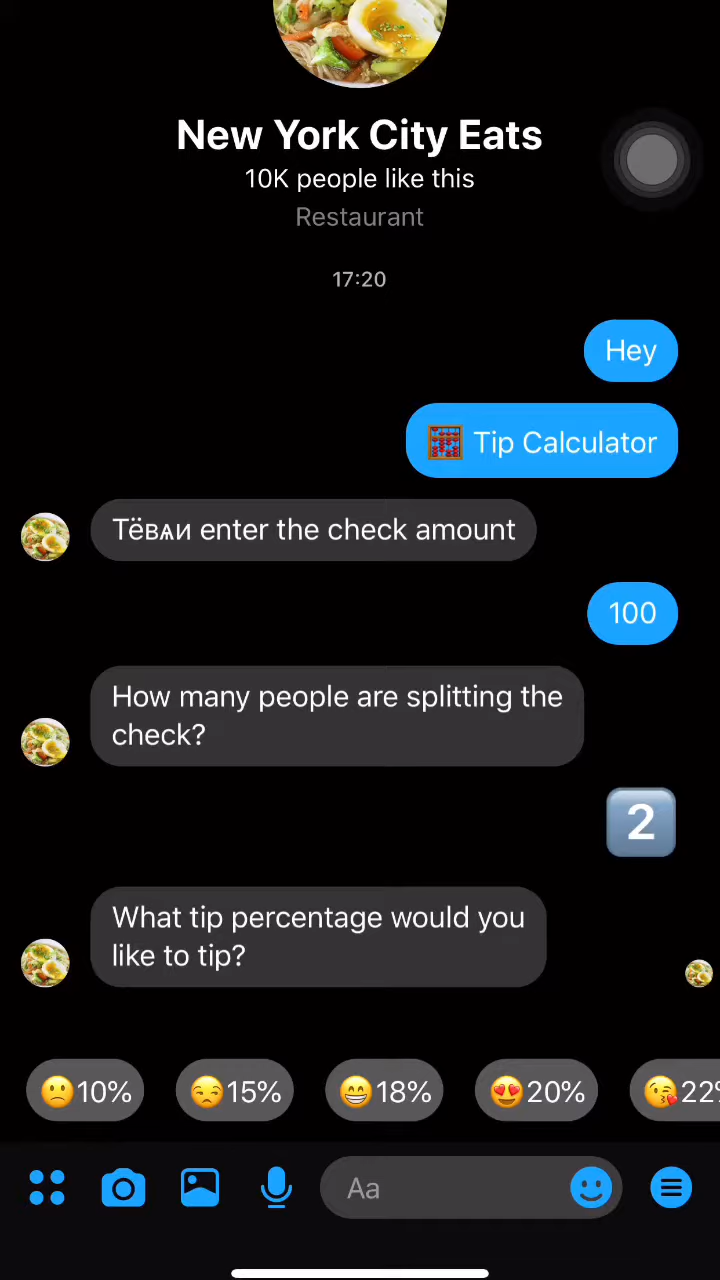 New York City Eats
10K people like this
Restaurant
17:20
Hey
🧮 Tip Calculator
Тёвѧи enter the check amount
100
How many people are splitting the
check?
2
What tip percentage would you
like to tip?
🙁10%
😒15%
😁18%
😍20%
😘22%
Aa